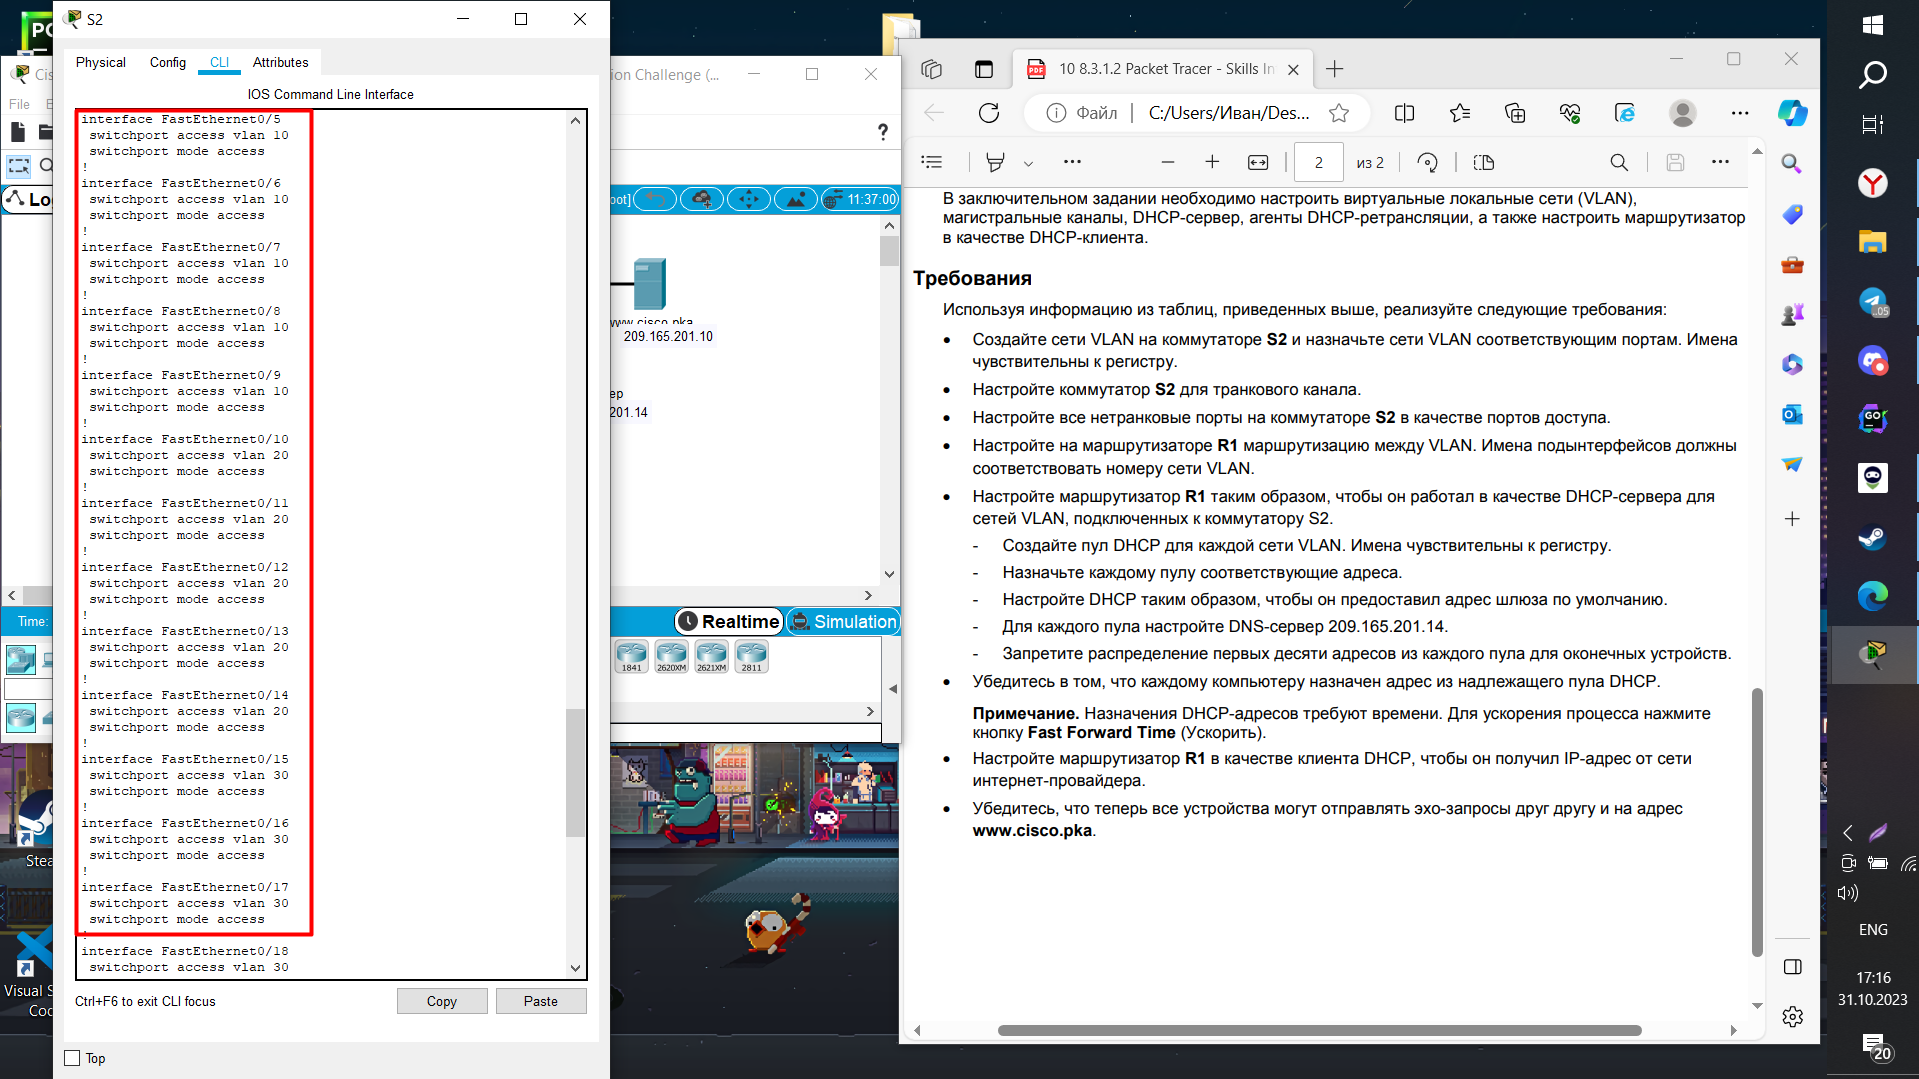 S2
Physical
Config
CLI
Attributes
IOS Command Line Interface
interface FastEthernet0/5
switchport access vlan 10
switchport mode access
!
interface FastEthernet0/6
switchport access vlan 10
switchport mode access
!
interface FastEthernet0/7
switchport access vlan 10
switchport mode access
!
interface FastEthernet0/8
switchport access vlan 10
switchport mode access
!
interface FastEthernet0/9
switchport access vlan 10
switchport mode access
!
interface FastEthernet0/10
switchport access vlan 20
switchport mode access
!
interface FastEthernet0/11
switchport access vlan 20
switchport mode access
!
interface FastEthernet0/12
switchport access vlan 20
switchport mode access
!
interface FastEthernet0/13
switchport access vlan 20
switchport mode access
!
interface FastEthernet0/14
switchport access vlan 20
switchport mode access
!
interface FastEthernet0/15
switchport access vlan 30
switchport mode access
!
interface FastEthernet0/16
switchport access vlan 30
switchport mode access
!
interface FastEthernet0/17
switchport access vlan 30
switchport mode access
!
interface FastEthernet0/18
switchport access vlan 30
Ctrl+F6 to exit CLI focus
Copy
Paste
Top
PC
Cis
ion Challenge (...
File
E
?
Log
oot]
11:37:00
www.cisco.pka
209.165.201.10
ер
201.14
Time:
Realtime
Simulation
1841
2620XM
2621XM
2811
Stea
Visual S
Coc
10 8.3.1.2 Packet Tracer - Skills In
Файл
C:/Users/Иван/Des...
2
из 2
В заключительном задании необходимо настроить виртуальные локальные сети (VLAN),
магистральные каналы, DHCP-сервер, агенты DHCP-ретрансляции, а также настроить маршрутизатор
в качестве DHCP-клиента.
Требования
Используя информацию из таблиц, приведенных выше, реализуйте следующие требования:
• Создайте сети VLAN на коммутаторе S2 и назначьте сети VLAN соответствующим портам. Имена
чувствительны к регистру.
• Настройте коммутатор S2 для транкового канала.
• Настройте все нетранковые порты на коммутаторе S2 в качестве портов доступа.
• Настройте на маршрутизаторе R1 маршрутизацию между VLAN. Имена подынтерфейсов должны
соответствовать номеру сети VLAN.
• Настройте маршрутизатор R1 таким образом, чтобы он работал в качестве DHCP-сервера для
сетей VLAN, подключенных к коммутатору S2.
- Создайте пул DHCP для каждой сети VLAN. Имена чувствительны к регистру.
- Назначьте каждому пулу соответствующие адреса.
- Настройте DHCP таким образом, чтобы он предоставил адрес шлюза по умолчанию.
- Для каждого пула настройте DNS-сервер 209.165.201.14.
- Запретите распределение первых десяти адресов из каждого пула для оконечных устройств.
• Убедитесь в том, что каждому компьютеру назначен адрес из надлежащего пула DHCP.
Примечание. Назначения DHCP-адресов требуют времени. Для ускорения процесса нажмите
кнопку Fast Forward Time (Ускорить).
• Настройте маршрутизатор R1 в качестве клиента DHCP, чтобы он получил IP-адрес от сети
интернет-провайдера.
• Убедитесь, что теперь все устройства могут отправлять эхо-запросы друг другу и на адрес
www.cisco.pka.
GO
ENG
17:16
31.10.2023
20